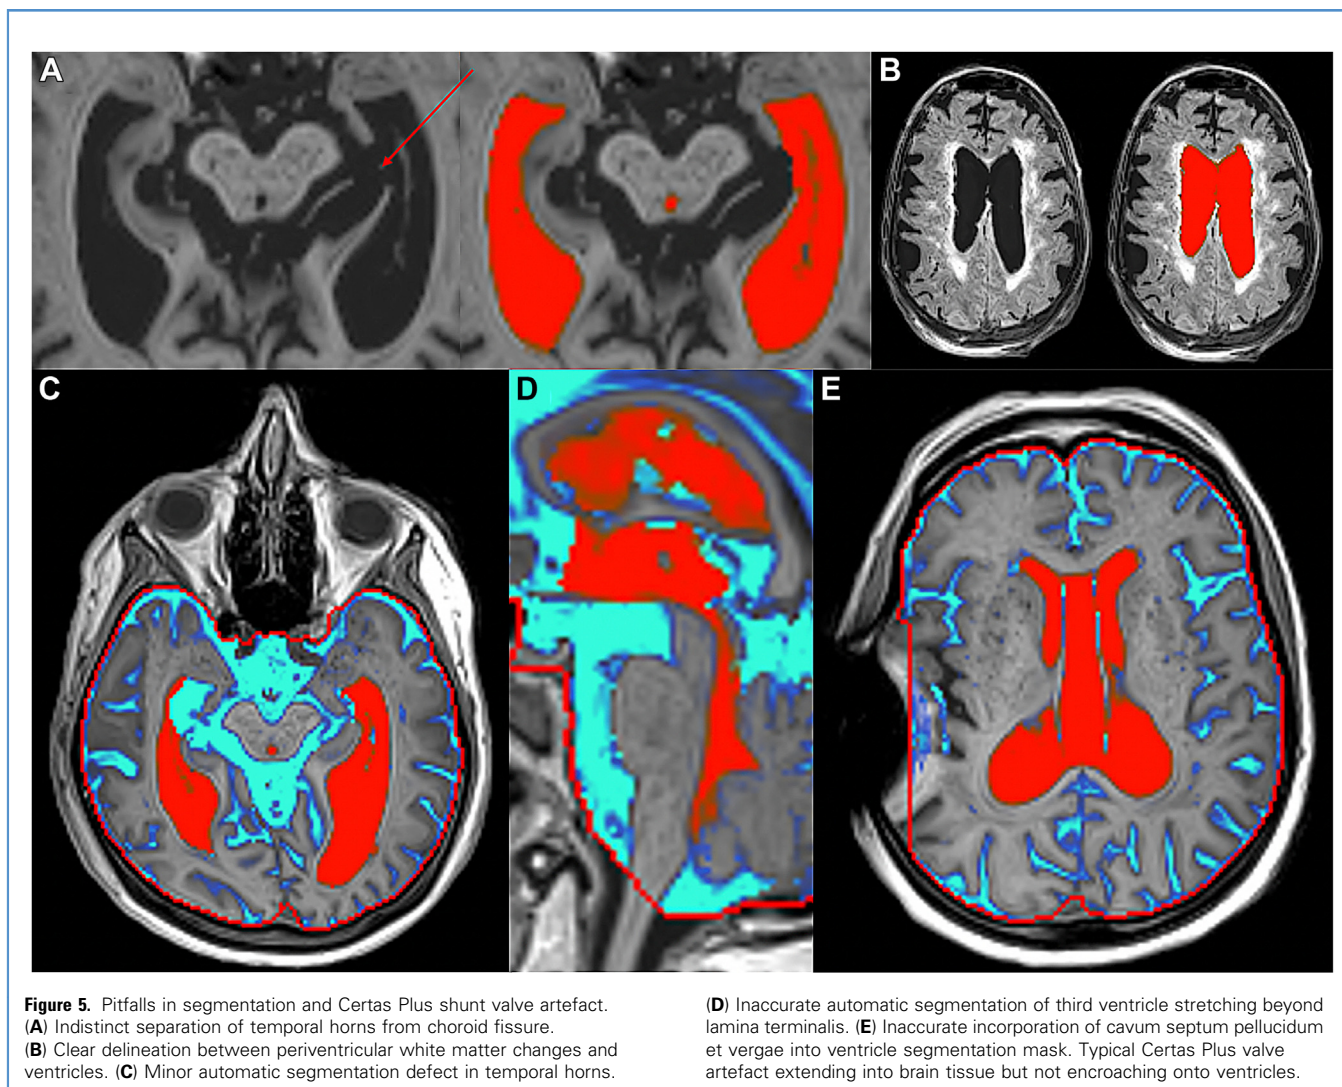 A
B
C
D
E
Figure 5. Pitfalls in segmentation and Certas Plus shunt valve artefact.
(A) Indistinct separation of temporal horns from choroid fissure.
(B) Clear delineation between periventricular white matter changes and
ventricles. (C) Minor automatic segmentation defect in temporal horns.
(D) Inaccurate automatic segmentation of third ventricle stretching beyond
lamina terminalis. (E) Inaccurate incorporation of cavum septum pellucidum
et vergae into ventricle segmentation mask. Typical Certas Plus valve
artefact extending into brain tissue but not encroaching onto ventricles.